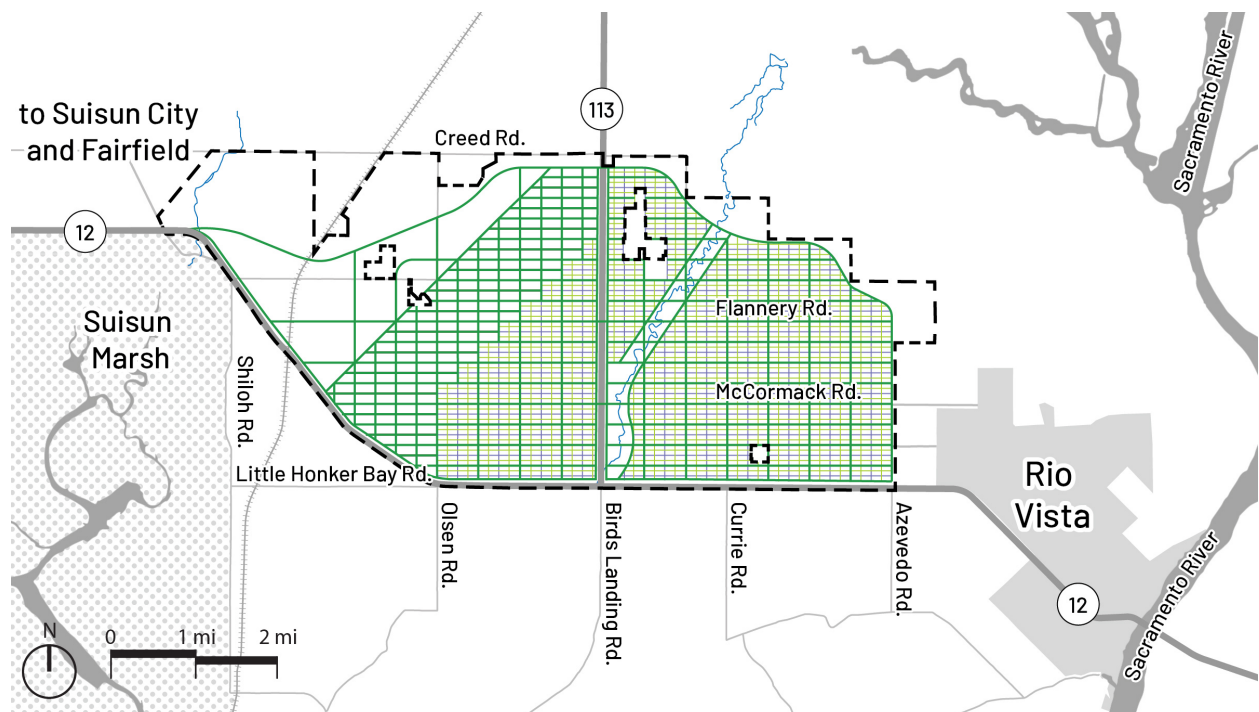 113
Creed Rd.
to Suisun City
and Fairfield
Sacramento River
12
Suisun
Marsh
Flannery Rd.
Shiloh Rd.
McCormack Rd.
Little Honker Bay Rd.
Rio
Vista
Olsen Rd.
Birds Landing Rd.
Currie Rd.
Azevedo Rd.
Sacramento River
12
N
0 1 mi 2 mi